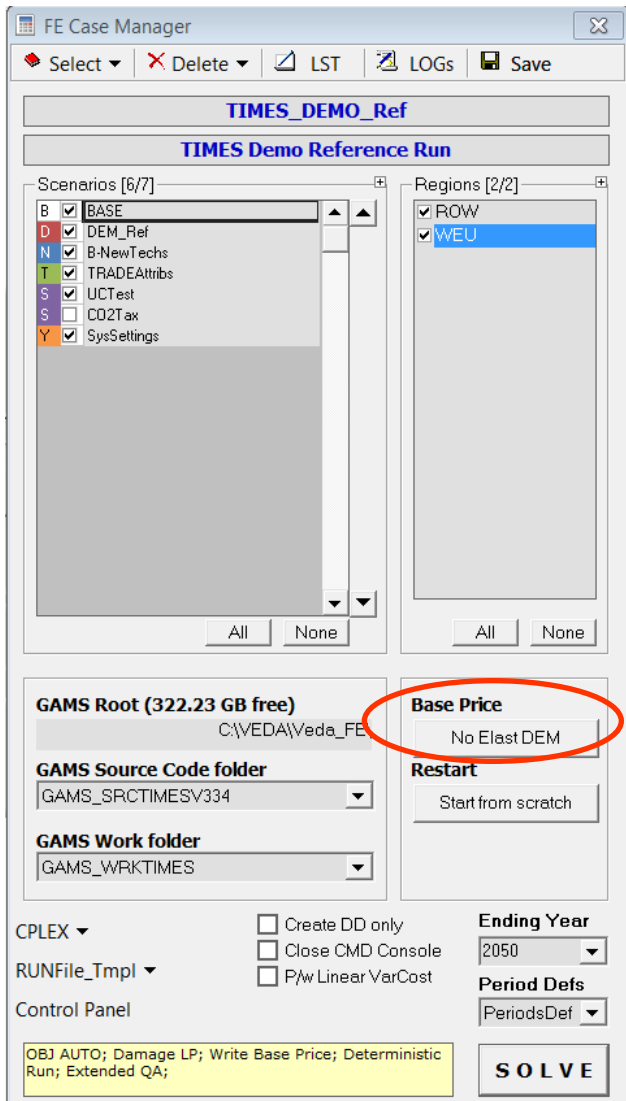 FE Case Manager
Select Delete LST LOGs Save
TIMES_DEMO_Ref
TIMES Demo Reference Run
Scenarios [6/7]
B BASE
D DEM_Ref
N B-NewTechs
T TRADEAttribs
S UCTest
S CO2Tax
Y SysSettings
All None
Regions [2/2]
ROW
WEU
All None
GAMS Root (322.23 GB free)
C:\VEDA\Veda_FE\
GAMS Source Code folder
GAMS_SRCTIMESV334
GAMS Work folder
GAMS_WRKTIMES
Base Price
No Elast DEM
Restart
Start from scratch
CPLEX
RUNFile_Tmpl
Control Panel
Create DD only
Close CMD Console
P/w Linear VarCost
Ending Year
2050
Period Defs
PeriodsDef
OBJ AUTO; Damage LP; Write Base Price; Deterministic
Run; Extended QA;
SOLVE